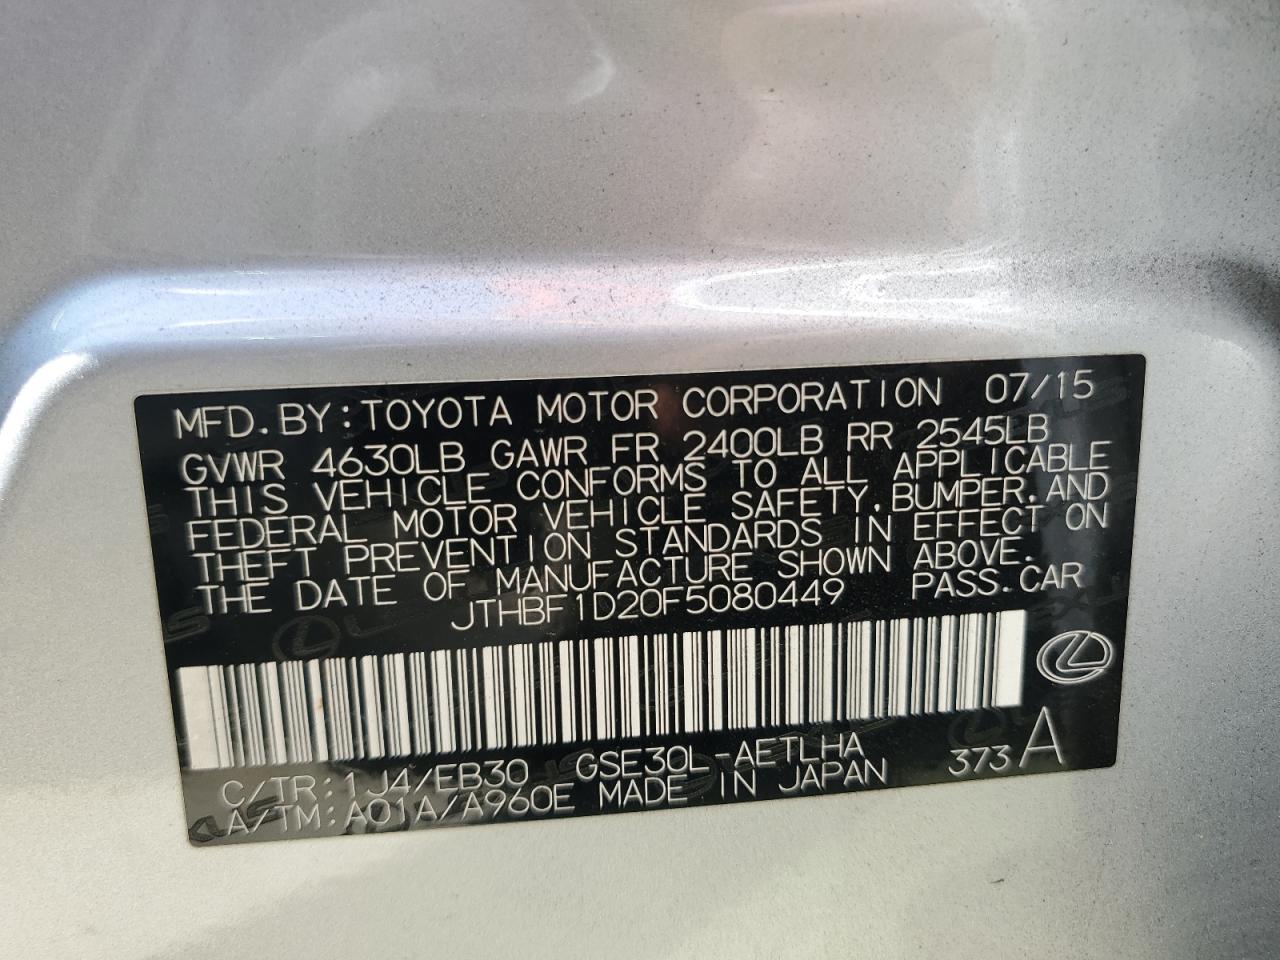 MFD. BY: TOYOTA MOTOR CORPORATION 07/15
GVWR 4630LB GAWR FR 2400LB RR 2545LB
THIS VEHICLE CONFORMS TO ALL APPLICABLE
FEDERAL MOTOR VEHICLE SAFETY, BUMPER, AND
THEFT PREVENTION STANDARDS IN EFFECT ON
THE DATE OF MANUFACTURE SHOWN ABOVE.
JTHBF1D20F5080449 PASS. CAR
C/TR: 1J4/EB30 GSE30L-AETLHA 373 A
A/TM: A01A/A960E MADE IN JAPAN